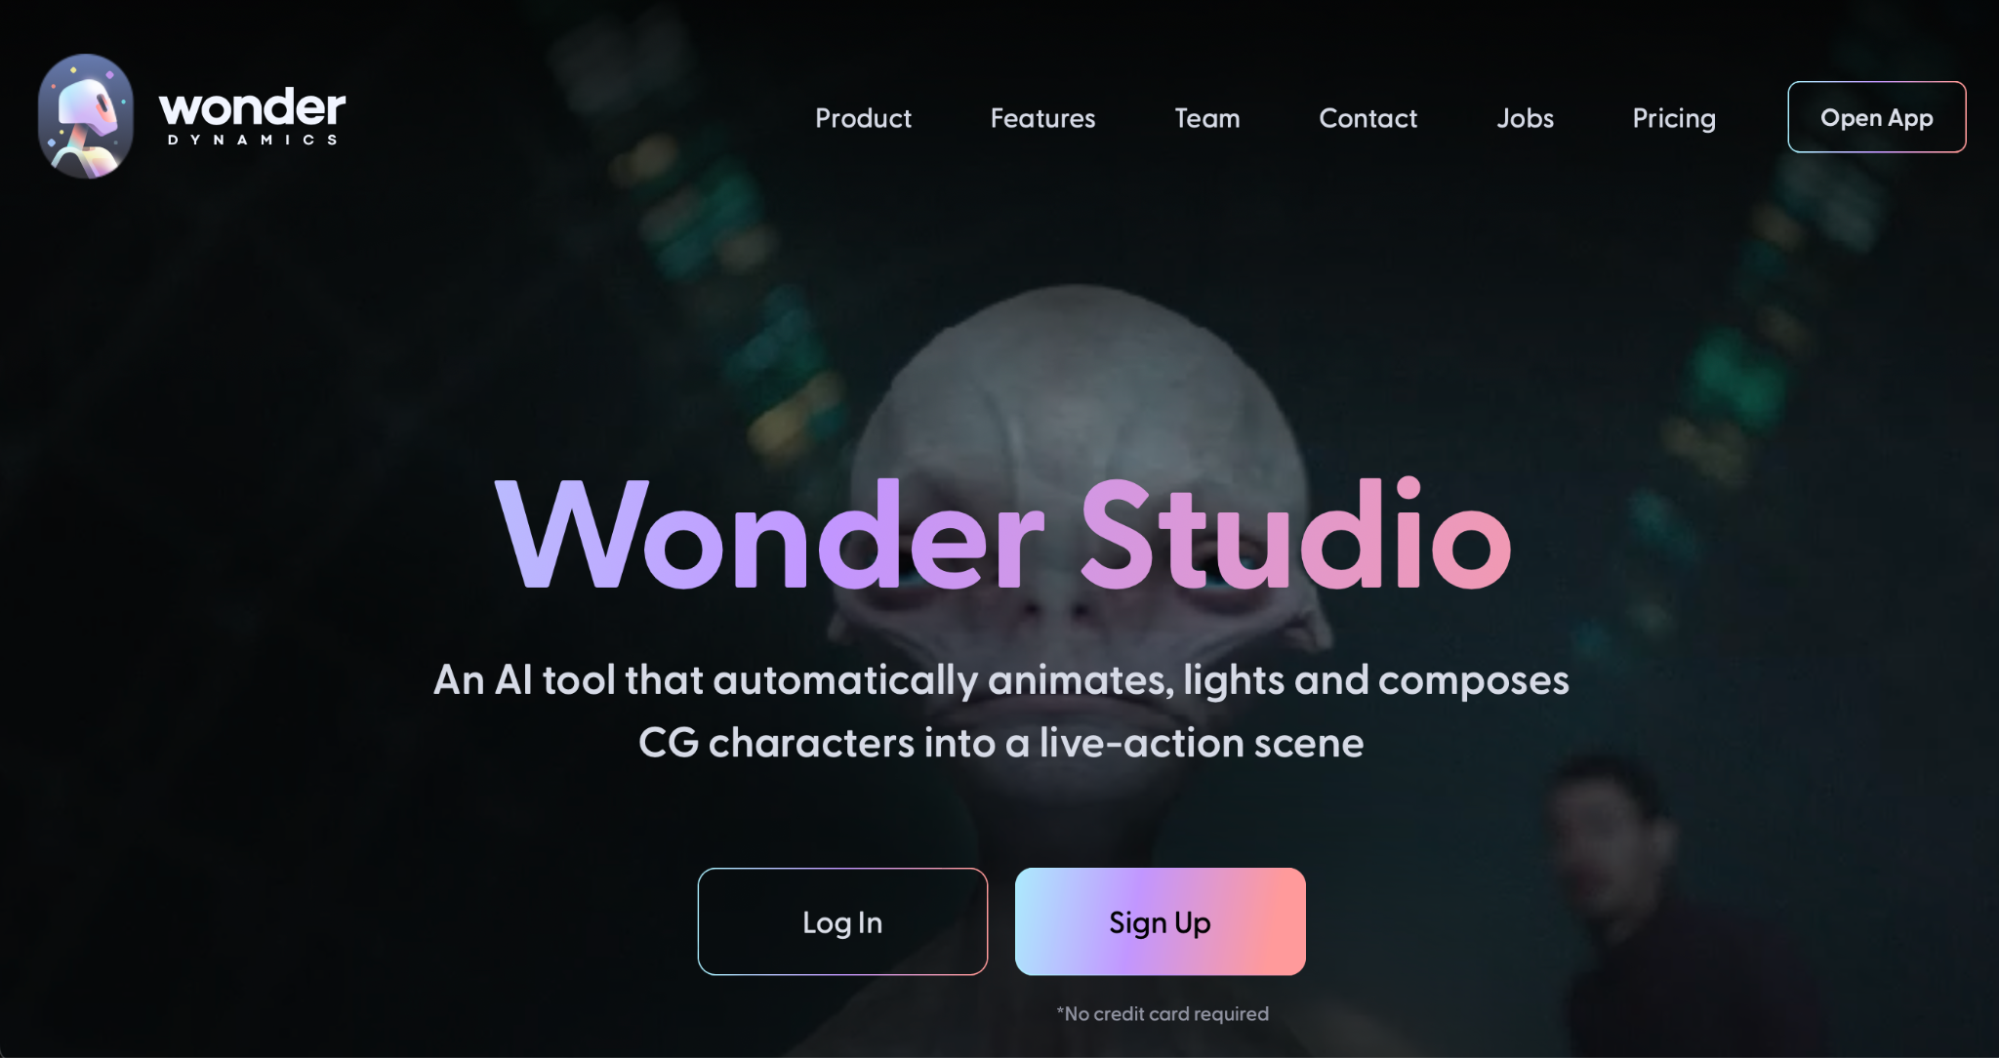 wonder
DYNAMICS
Product Features Team Contact Jobs Pricing Open App
Wonder Studio
An AI tool that automatically animates, lights and composes
CG characters into a live-action scene
Log In Sign Up
*No credit card required